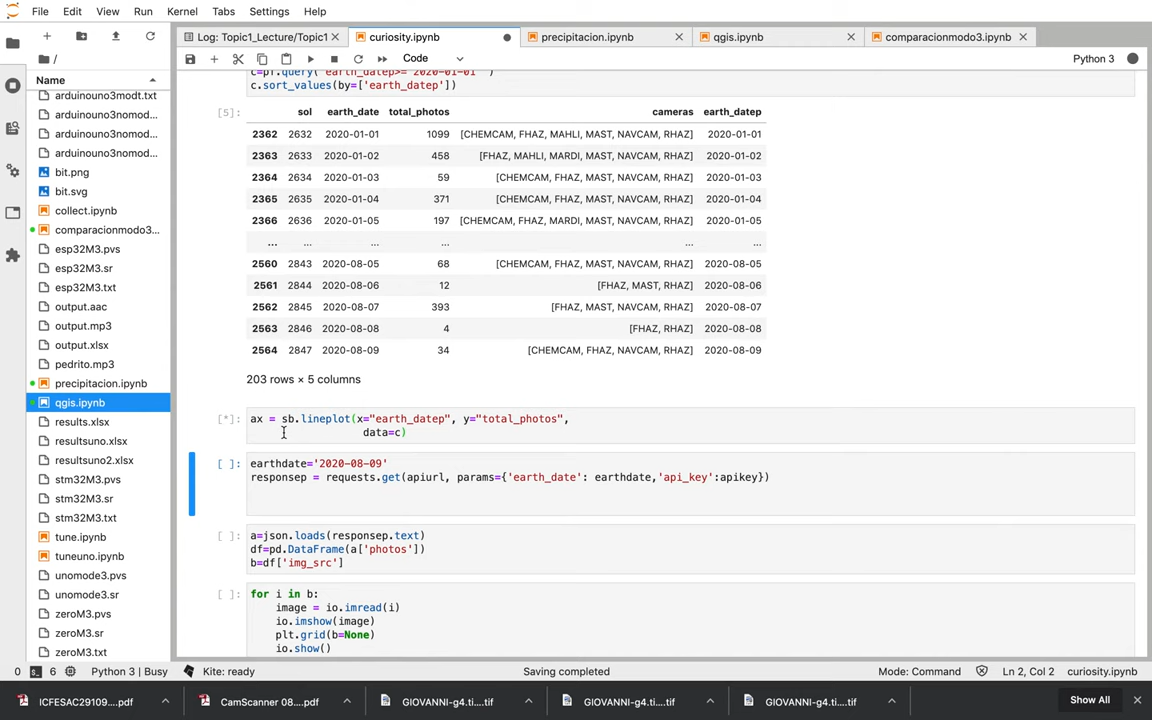 File Edit View Run Kernel Tabs Settings Help
Log: Topic1_Lecture/Topic1
curiosity.ipynb
precipitacion.ipynb
qgis.ipynb
comparacionmodo3.ipynb
Code
Python 3
/
Name
arduinouno3modt.txt
arduinouno3nomod...
arduinouno3nomod...
arduinouno3nomod...
bit.png
bit.svg
collect.ipynb
comparacionmodo3...
esp32M3.pvs
esp32M3.sr
esp32M3.txt
output.aac
output.mp3
output.xlsx
pedrito.mp3
precipitacion.ipynb
qgis.ipynb
results.xlsx
resultsuno.xlsx
resultsuno2.xlsx
stm32M3.pvs
stm32M3.sr
stm32M3.txt
tune.ipynb
tuneuno.ipynb
unomode3.pvs
unomode3.sr
zeroM3.pvs
zeroM3.sr
zeroM3.txt
c=pf.query('earth_datep>="2020-01-01"')
c.sort_values(by=['earth_datep'])
[5]:
sol earth_date total_photos cameras earth_datep
2362 2632 2020-01-01 1099 [CHEMCAM, FHAZ, MAHLI, MAST, NAVCAM, RHAZ] 2020-01-01
2363 2633 2020-01-02 458 [FHAZ, MAHLI, MARDI, MAST, NAVCAM, RHAZ] 2020-01-02
2364 2634 2020-01-03 59 [CHEMCAM, FHAZ, MAST, NAVCAM, RHAZ] 2020-01-03
2365 2635 2020-01-04 371 [CHEMCAM, FHAZ, MAST, NAVCAM, RHAZ] 2020-01-04
2366 2636 2020-01-05 197 [CHEMCAM, FHAZ, MARDI, MAST, NAVCAM, RHAZ] 2020-01-05
... ... ... ... ... ...
2560 2843 2020-08-05 68 [CHEMCAM, FHAZ, MAST, NAVCAM, RHAZ] 2020-08-05
2561 2844 2020-08-06 12 [FHAZ, MAST, RHAZ] 2020-08-06
2562 2845 2020-08-07 393 [FHAZ, MAST, NAVCAM, RHAZ] 2020-08-07
2563 2846 2020-08-08 4 [FHAZ, RHAZ] 2020-08-08
2564 2847 2020-08-09 34 [CHEMCAM, FHAZ, NAVCAM, RHAZ] 2020-08-09
203 rows × 5 columns
[*]: ax = sb.lineplot(x="earth_datep", y="total_photos",
data=c)
[ ]: earthdate='2020-08-09'
responsep = requests.get(apiurl, params={'earth_date': earthdate,'api_key':apikey})
[ ]: a=json.loads(responsep.text)
df=pd.DataFrame(a['photos'])
b=df['img_src']
[ ]: for i in b:
image = io.imread(i)
io.imshow(image)
plt.grid(b=None)
io.show()
0 6 Python 3 | Busy Kite: ready Saving completed Mode: Command Ln 2, Col 2 curiosity.ipynb
ICFESAC29109....pdf
CamScanner 08....pdf
GIOVANNI-g4.ti....tif
GIOVANNI-g4.ti....tif
GIOVANNI-g4.ti....tif
Show All